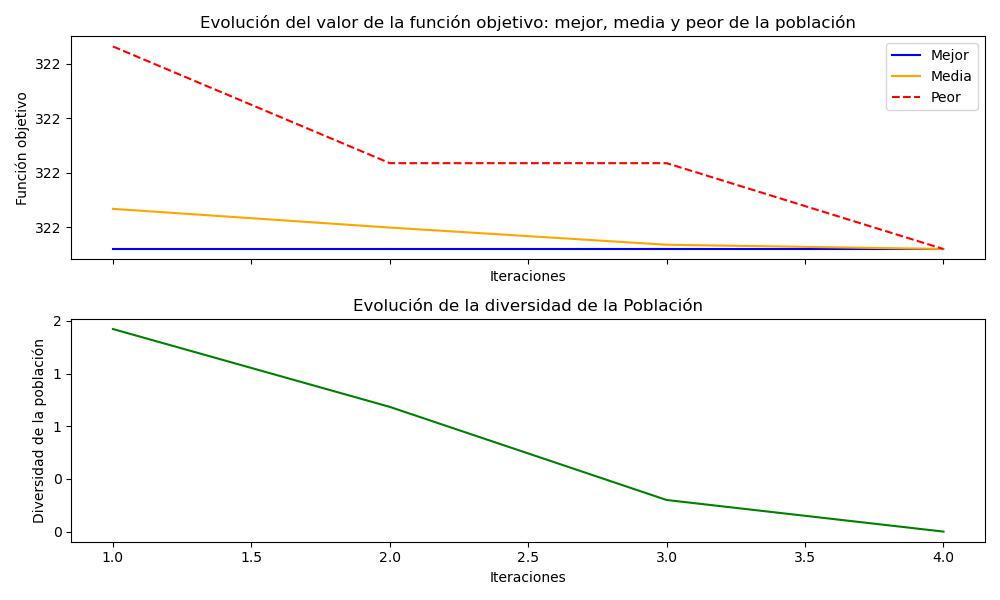 Evolución del valor de la función objetivo: mejor, media y peor de la población
Función objetivo
322
322
322
322
Mejor
Media
Peor
Iteraciones
Evolución de la diversidad de la Población
Diversidad de la población
2
1
1
0
0
1.0 1.5 2.0 2.5 3.0 3.5 4.0
Iteraciones